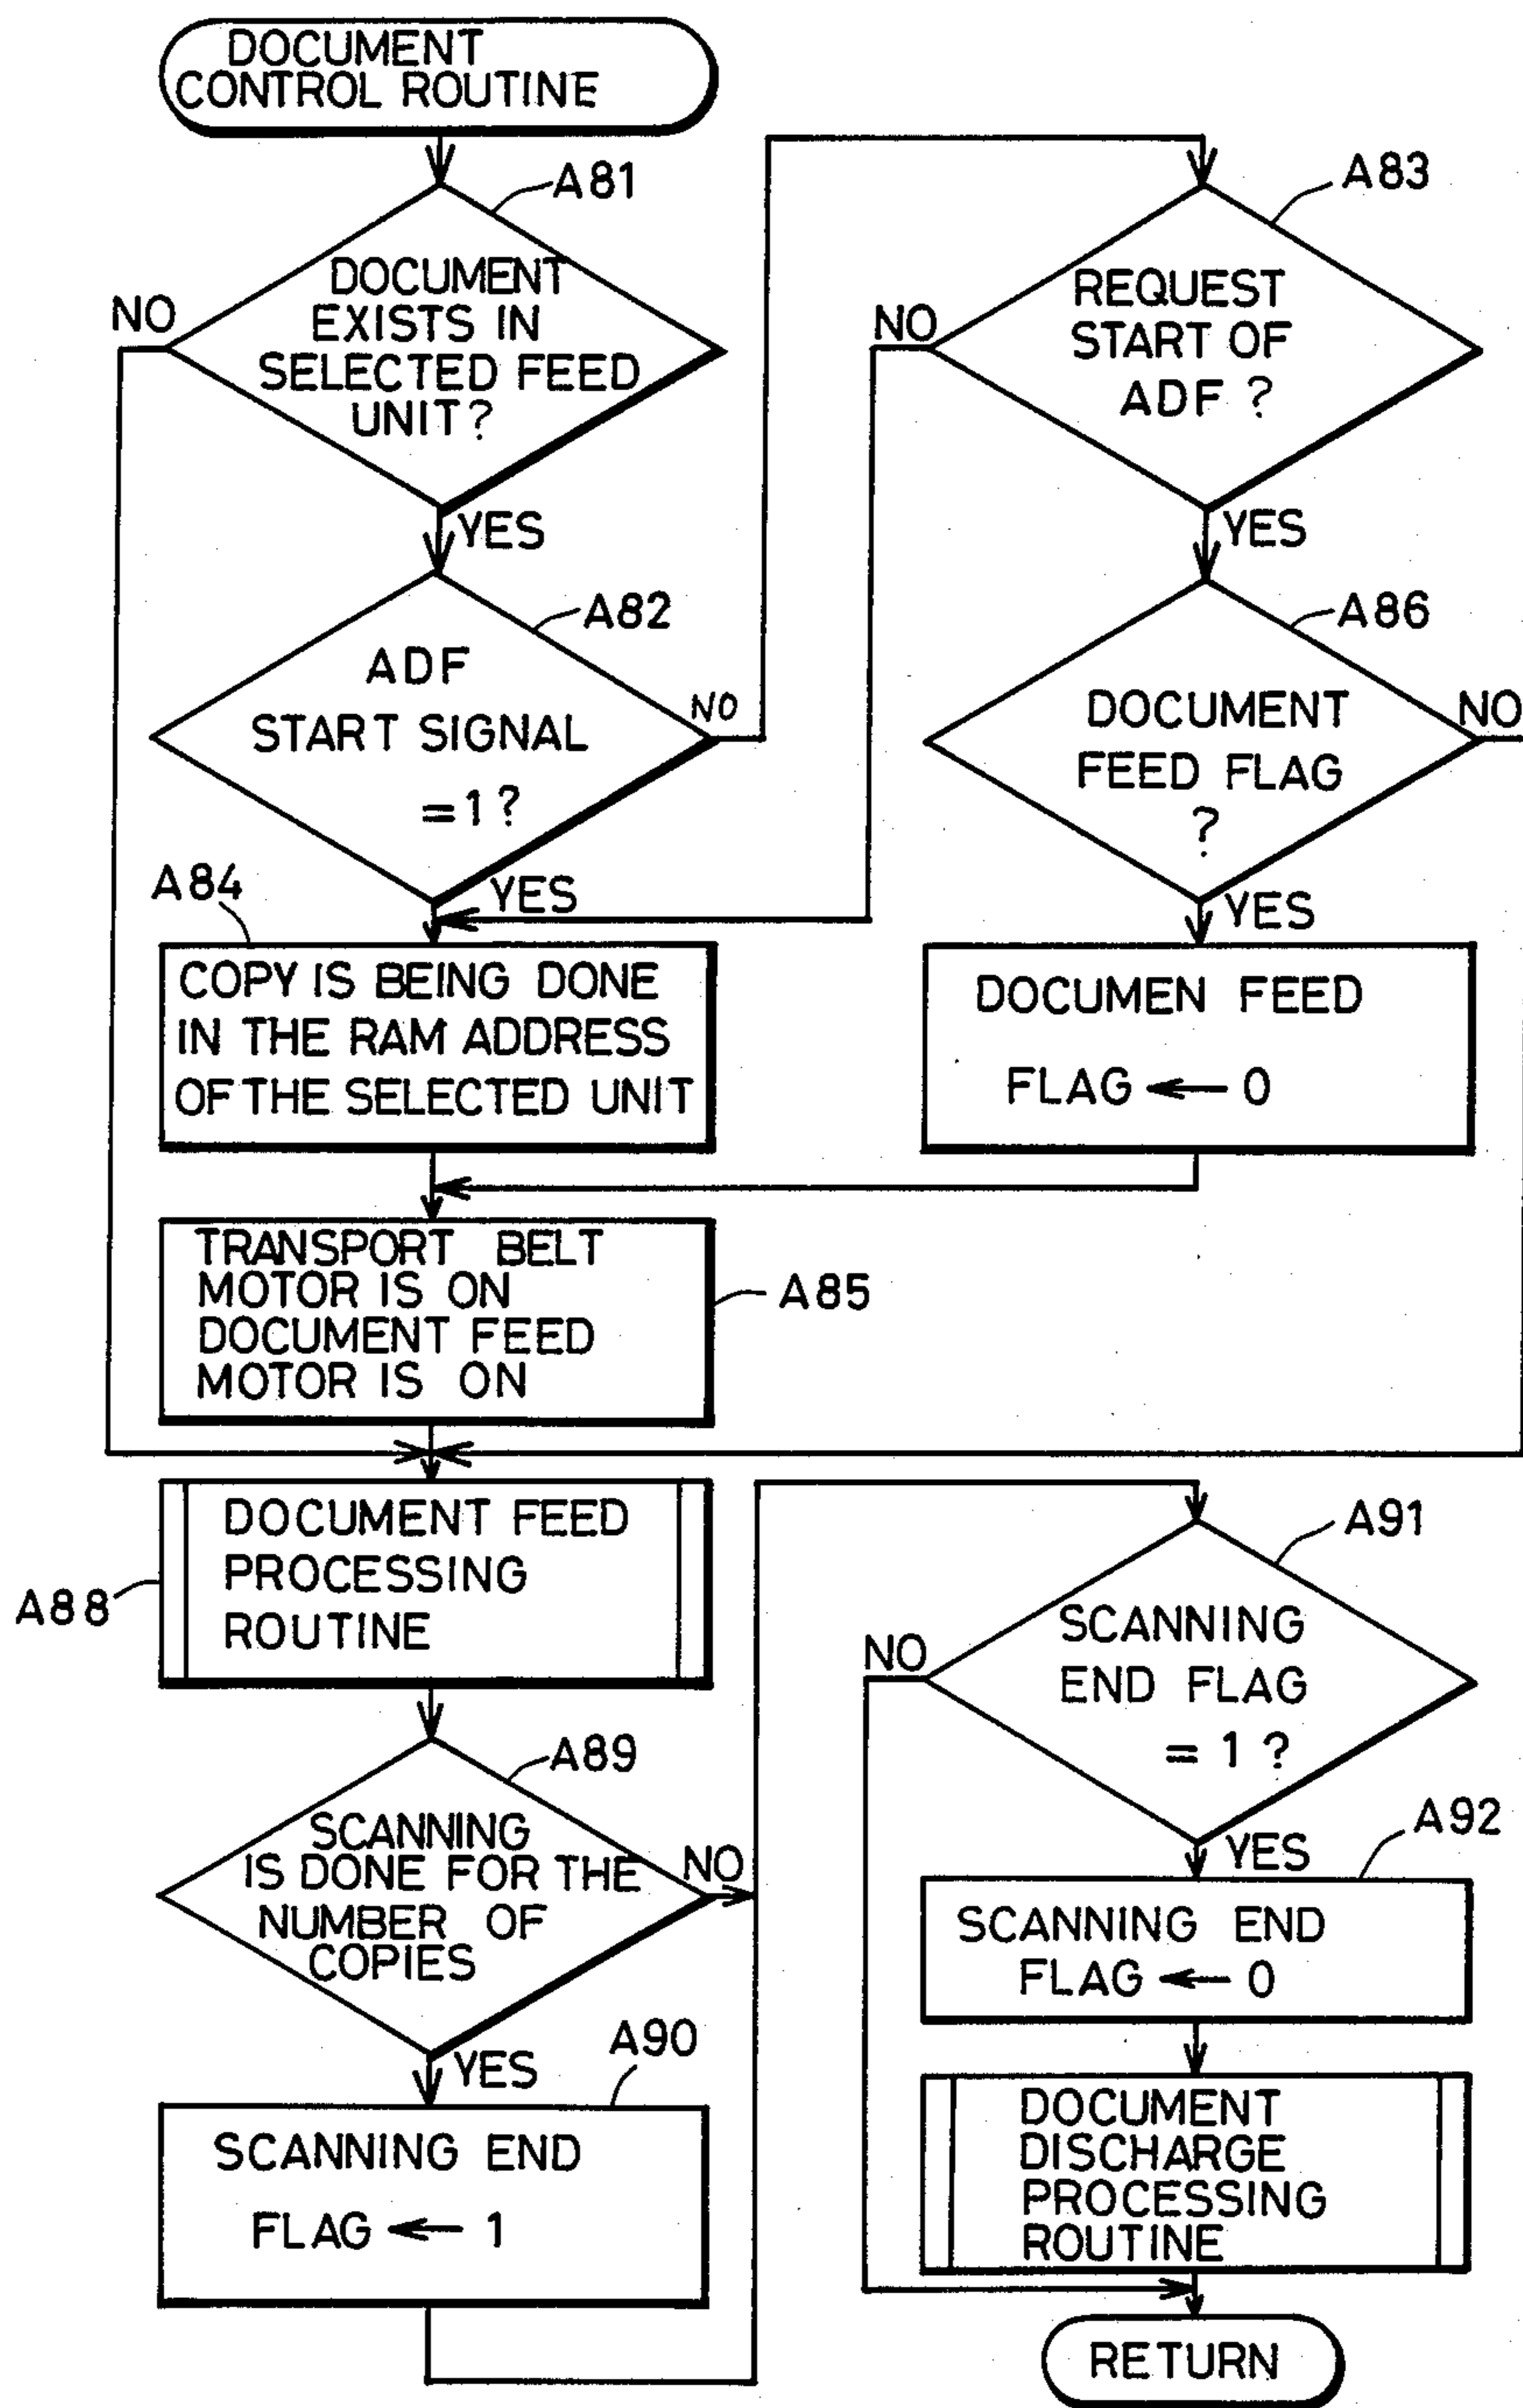 DOCUMENT
CONTROL ROUTINE
A81
DOCUMENT
EXISTS IN
SELECTED FEED
UNIT?
NO
YES
A82
ADF
START SIGNAL
=1?
NO
YES
A83
REQUEST
START OF
ADF ?
NO
YES
A86
DOCUMENT
FEED FLAG
?
NO
YES
DOCUMEN FEED
FLAG ← 0
A84
COPY IS BEING DONE
IN THE RAM ADDRESS
OF THE SELECTED UNIT
TRANSPORT BELT
MOTOR IS ON
DOCUMENT FEED
MOTOR IS ON
A85
A88
DOCUMENT FEED
PROCESSING
ROUTINE
A89
SCANNING
IS DONE FOR THE
NUMBER OF
COPIES
NO
YES
A90
SCANNING END
FLAG ← 1
A91
SCANNING
END FLAG
= 1 ?
NO
YES
A92
SCANNING END
FLAG ← 0
DOCUMENT
DISCHARGE
PROCESSING
ROUTINE
RETURN